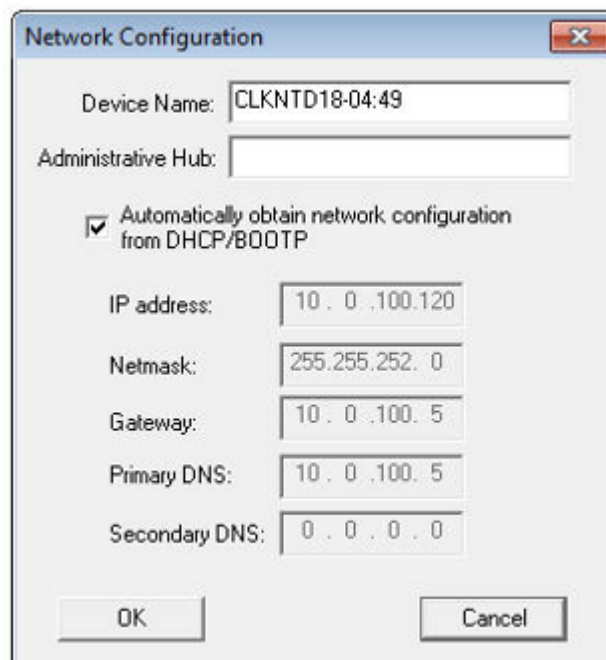 Network Configuration
Device Name: CLKNTD18-04:49
Administrative Hub:
Automatically obtain network configuration
from DHCP/BOOTP
IP address: 10 . 0 .100.120
Netmask: 255.255.252. 0
Gateway: 10 . 0 .100. 5
Primary DNS: 10 . 0 .100. 5
Secondary DNS: 0 . 0 . 0 . 0
OK Cancel